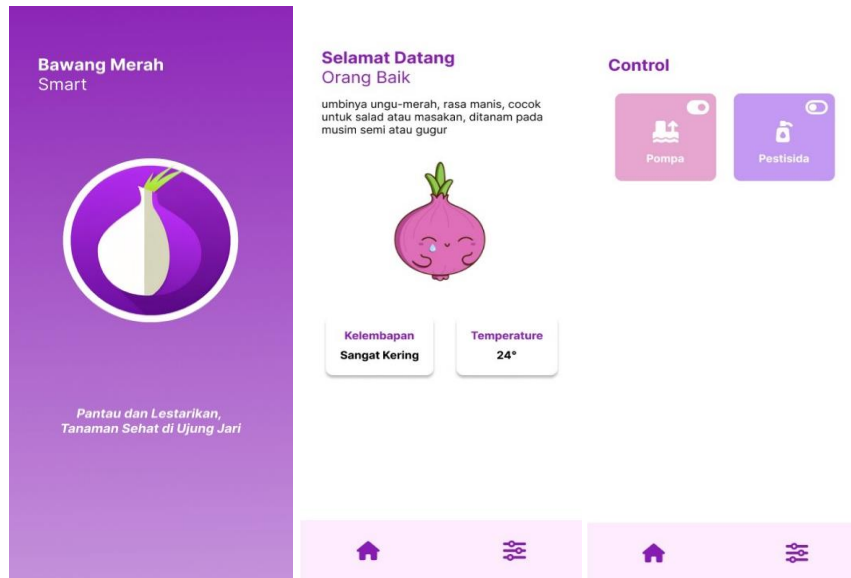 Bawang Merah
Smart
Pantau dan Lestarikan,
Tanaman Sehat di Ujung Jari
Selamat Datang
Orang Baik
umbinya ungu-merah, rasa manis, cocok
untuk salad atau masakan, ditanam pada
musim semi atau gugur
Kelembapan
Sangat Kering
Temperature
24°
Control
Pompa
Pestisida